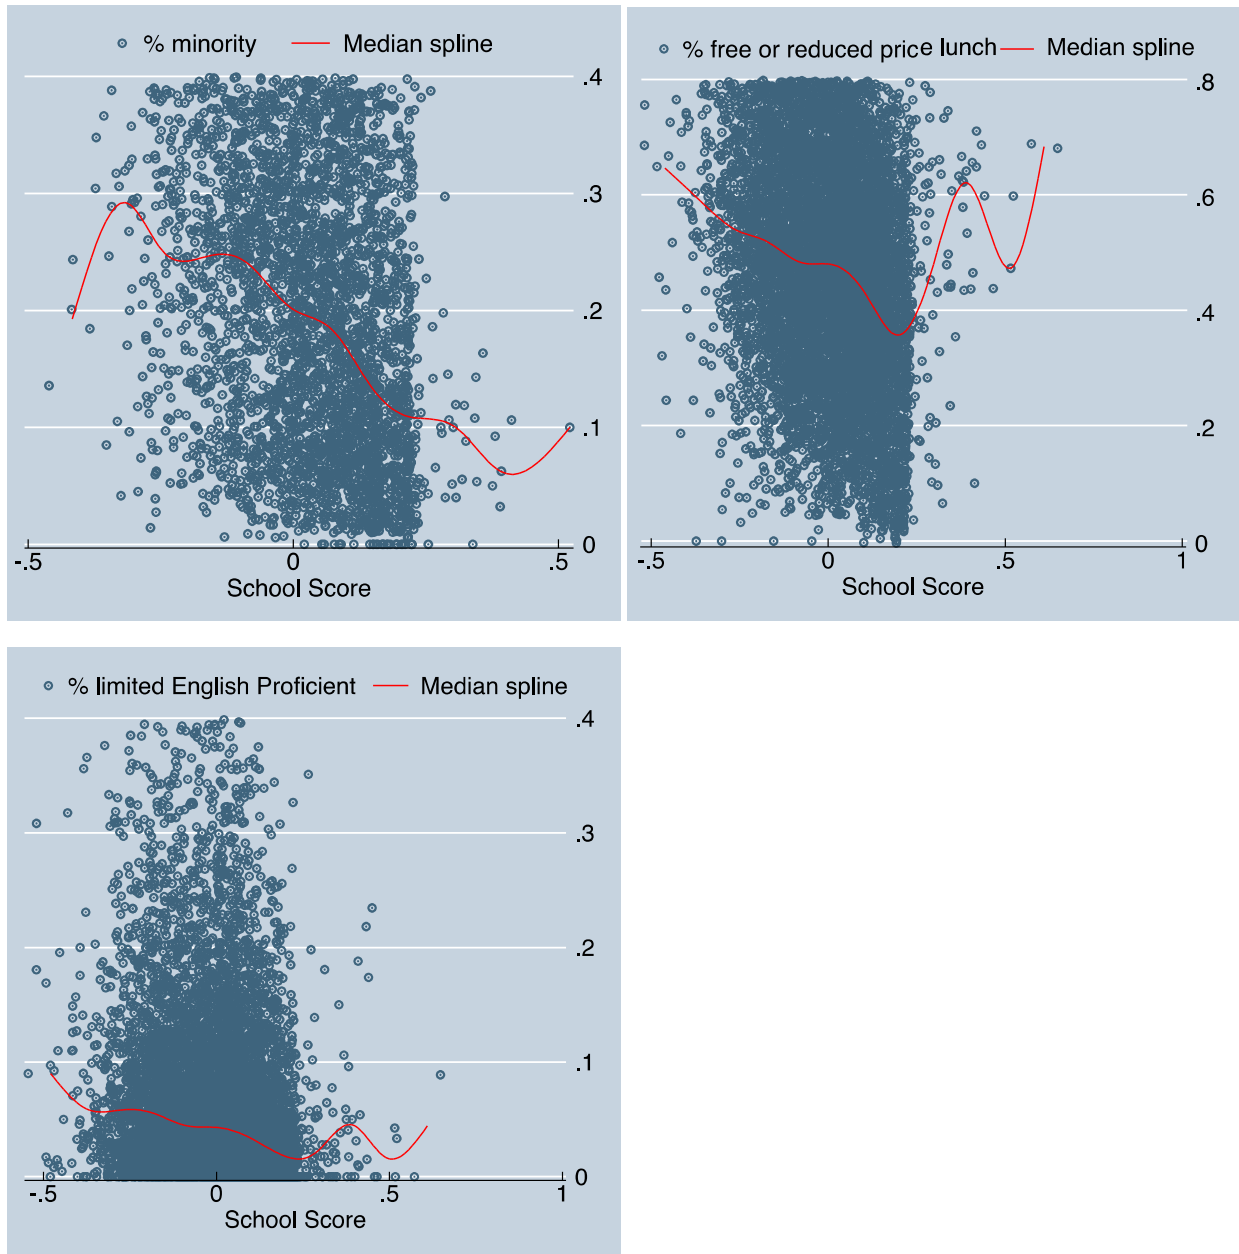 % minority Median spline
.4
.3
.2
.1
0
-.5 0 .5
School Score
% free or reduced price lunch Median spline
.8
.6
.4
.2
0
-.5 0 .5 1
School Score
% limited English Proficient Median spline
.4
.3
.2
.1
0
-.5 0 .5 1
School Score